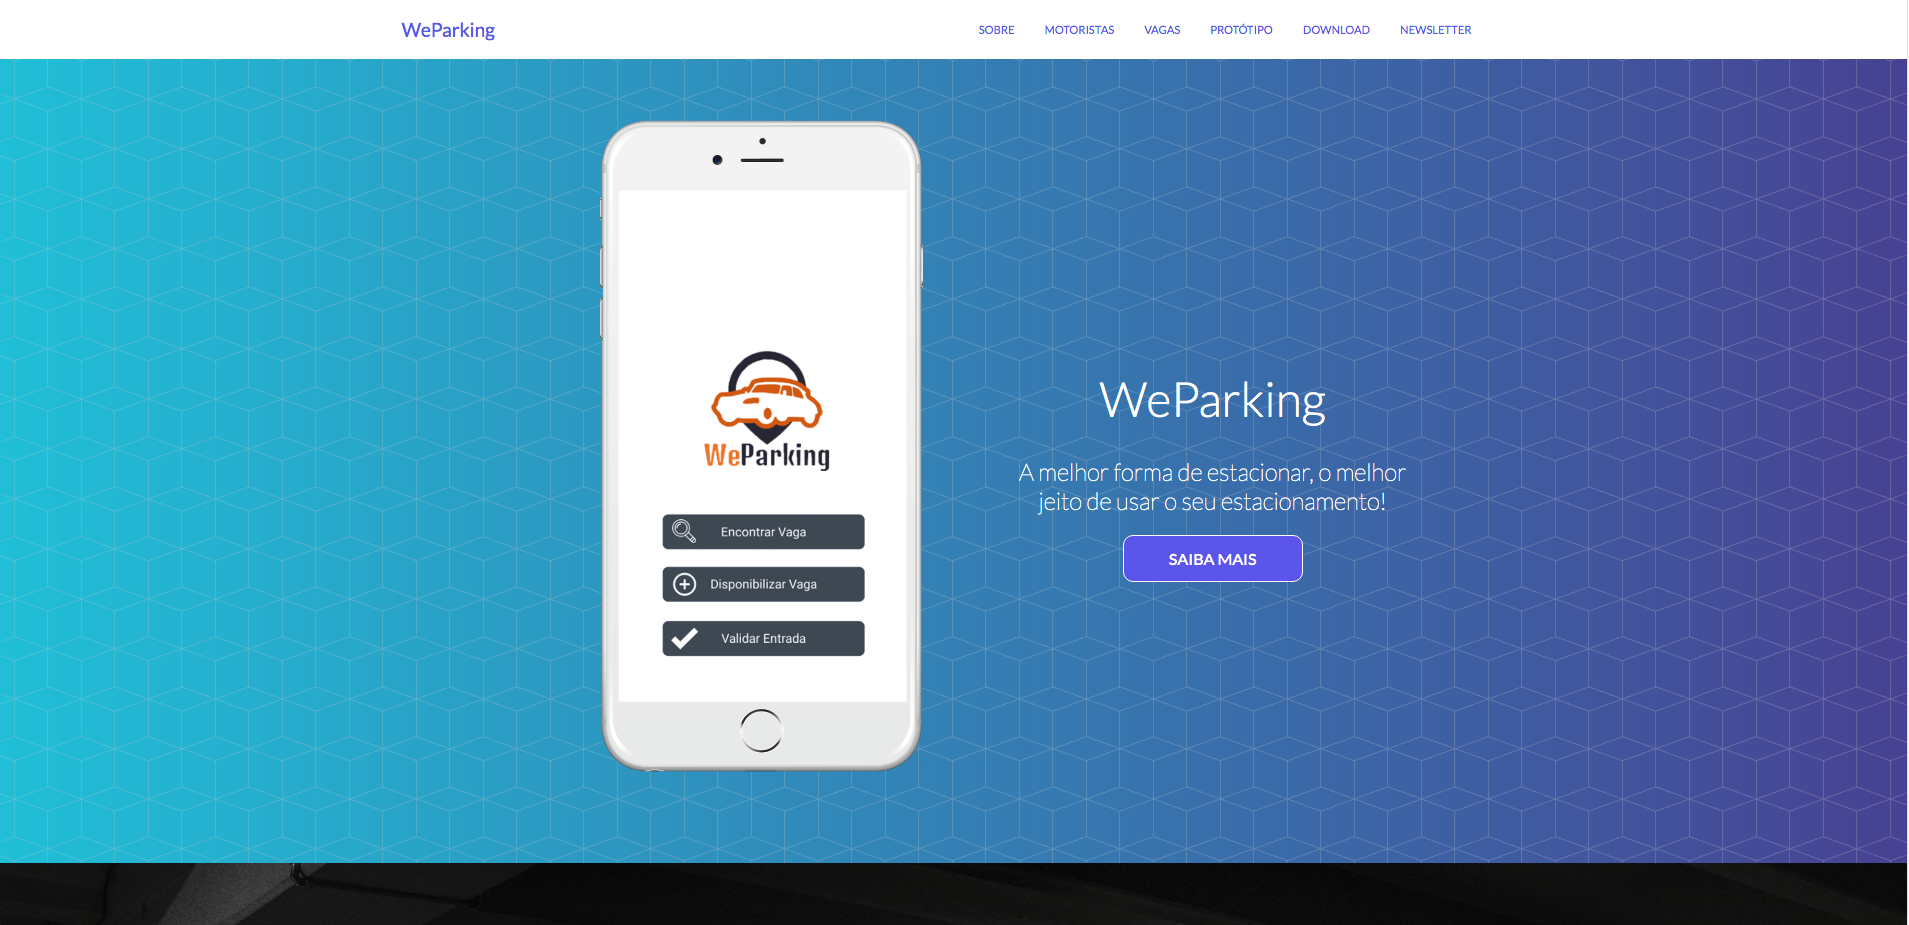 WeParking
SOBRE
MOTORISTAS
VAGAS
PROTÓTIPO
DOWNLOAD
NEWSLETTER
WeParking
Encontrar Vaga
Disponibilizar Vaga
Validar Entrada
WeParking
A melhor forma de estacionar, o melhor
jeito de usar o seu estacionamento!
SAIBA MAIS